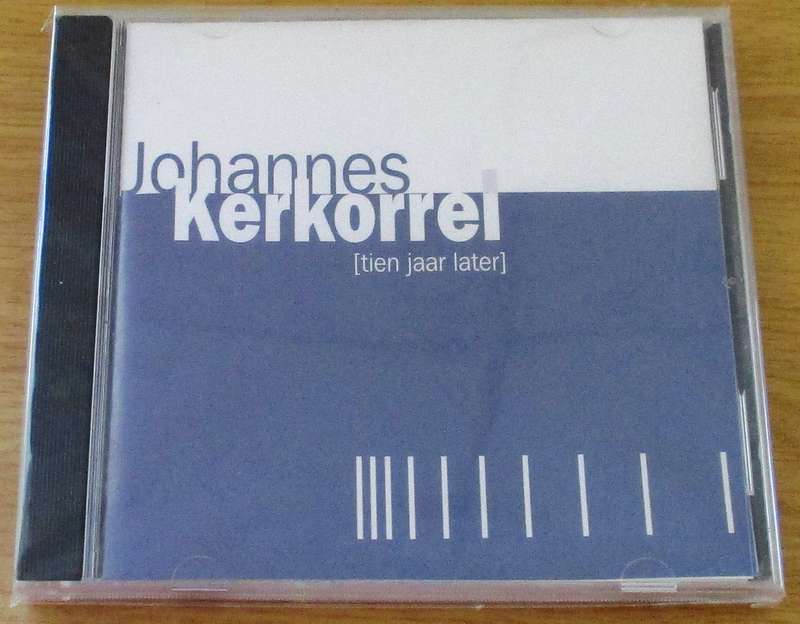 Johannes
Kerkorrel
[tien jaar later]